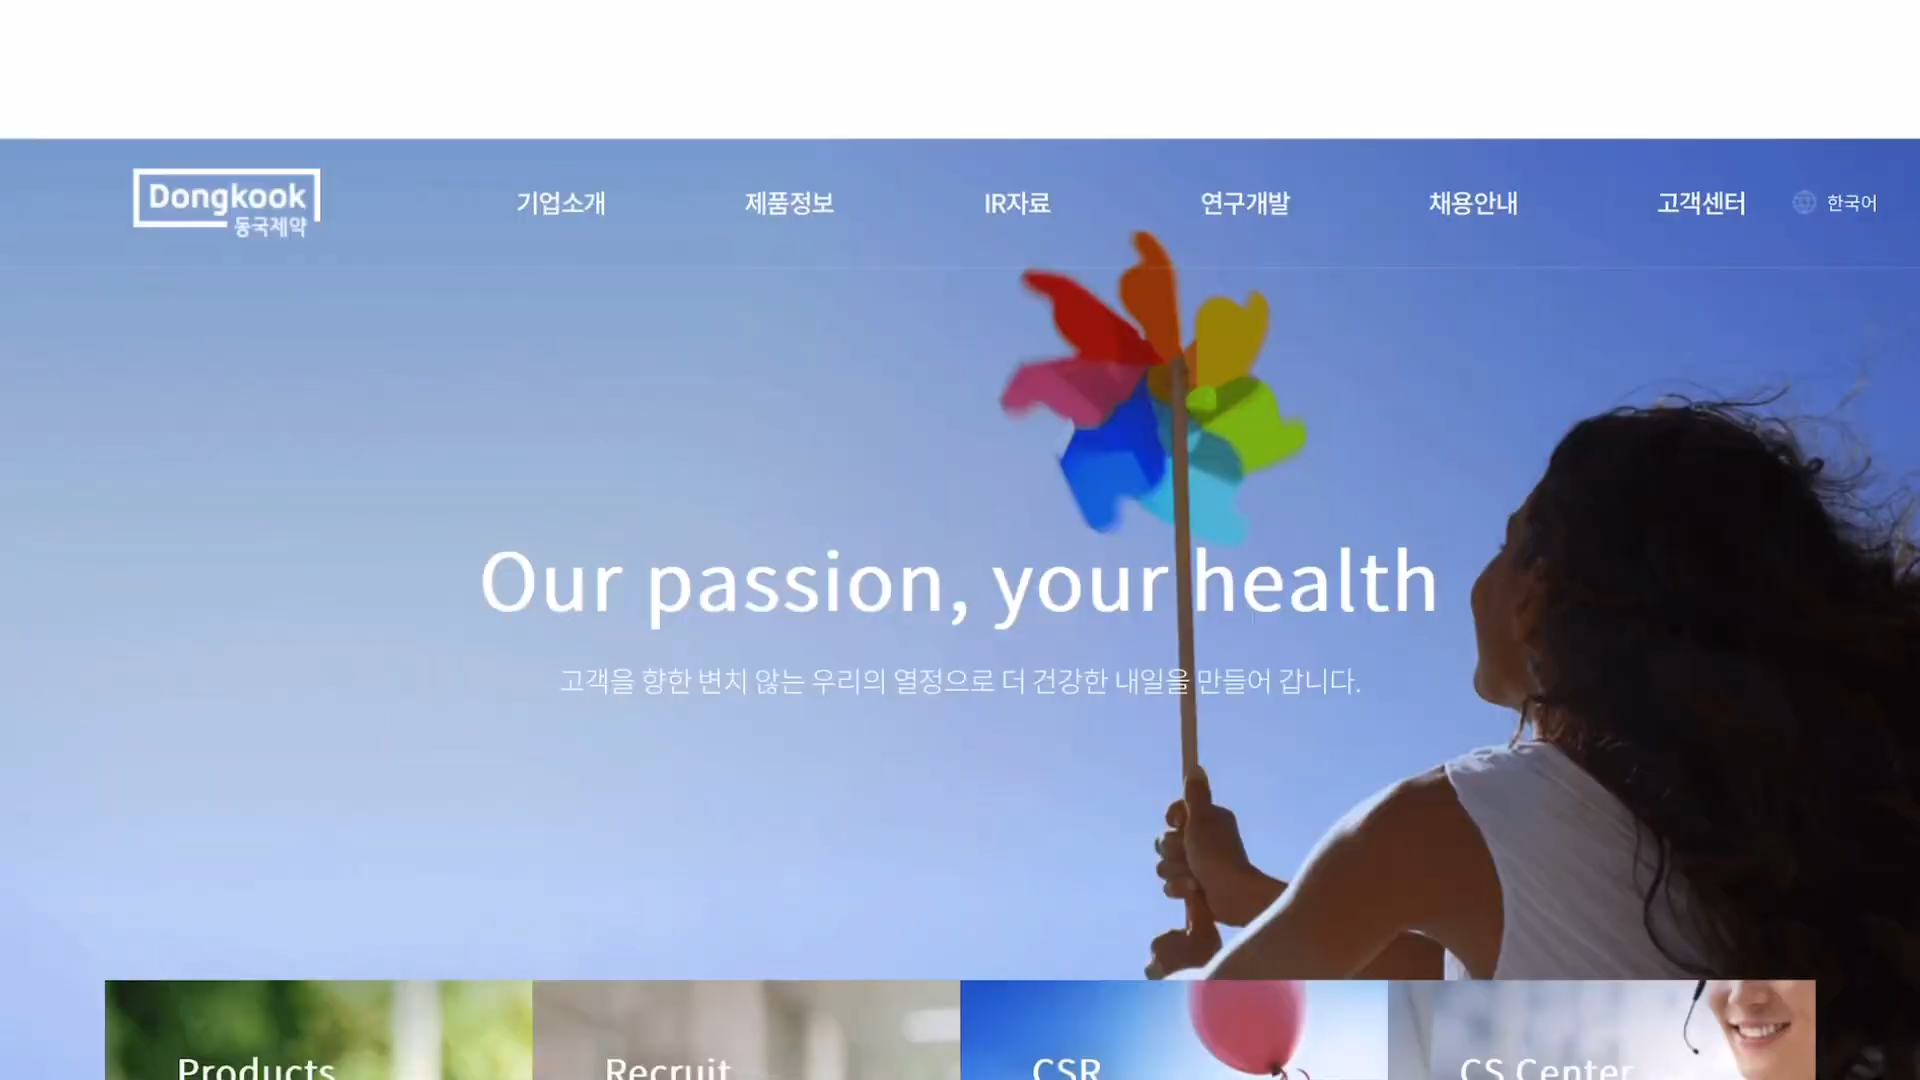 Dongkook
동국제약
기업소개
제품정보
IR자료
연구개발
채용안내
고객센터
한국어
Our passion, your health
고객을 향한 변치 않는 우리의 열정으로 더 건강한 내일을 만들어 갑니다.
Products
Recruit
CSR
CS Center